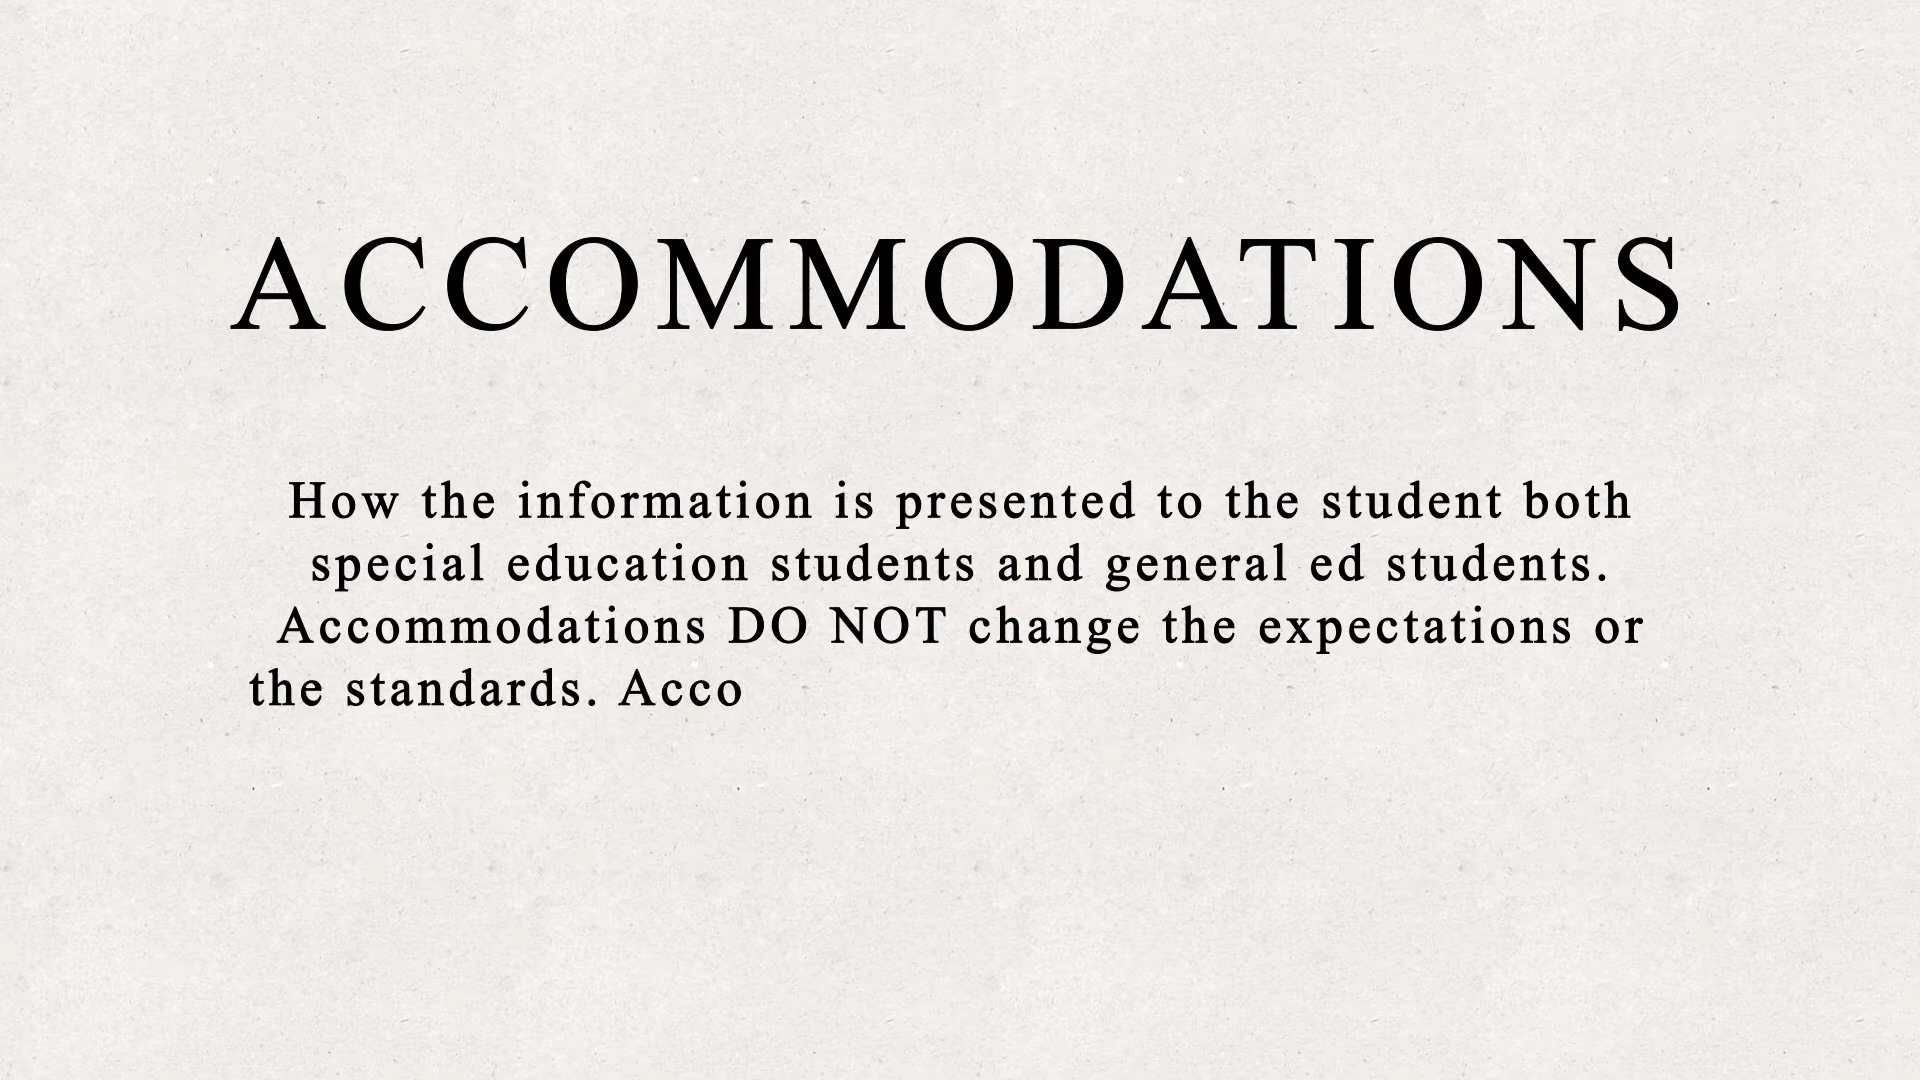 ACCOMMODATIONS
How the information is presented to the student both
special education students and general ed students.
Accommodations DO NOT change the expectations or
the standards. Acco